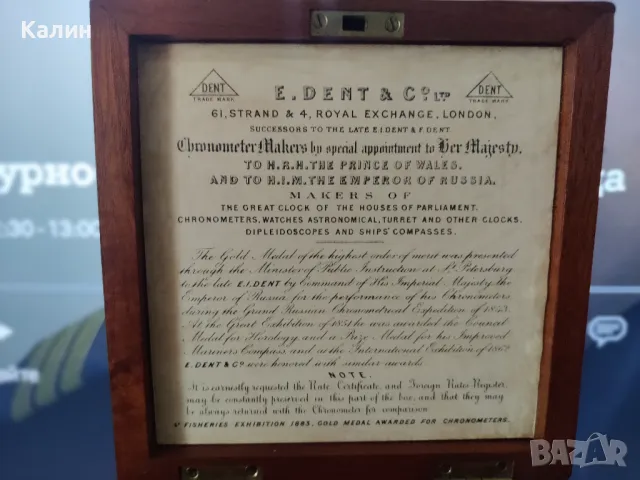 Калин
DENT
TRADE MARK
DENT
TRADE MARK
E. DENT & Co. LTD
61, STRAND & 4, ROYAL EXCHANGE, LONDON,
SUCCESSORS TO THE LATE E.J. DENT & F. DENT.
Chronometer Makers by special appointment to Her Majesty.
TO H.R.H. THE PRINCE OF WALES.
AND TO H.I.M. THE EMPEROR OF RUSSIA.
MAKERS OF
THE GREAT CLOCK OF THE HOUSES OF PARLIAMENT.
CHRONOMETERS, WATCHES ASTRONOMICAL, TURRET AND OTHER CLOCKS.
DIPLEIDOSCOPES AND SHIPS' COMPASSES.
The Gold Medal of the highest order of merit was presented
through the Minister of Public Instruction at St. Petersburg
to the late E.J. DENT by Command of His Imperial Majesty the
Emperor of Russia, for the performance of his Chronometers
during the Grand Russian Chronometrical Expedition of 1843.
At the Great Exhibition of 1851 he was awarded the Council
Medal for Horology and a Prize Medal for his Improved
Mariners Compass, and at the International Exhibition of 1862
E. DENT & Co. were honored with similar awards.
NOTE.
It is earnestly requested the Rate, Certificate, and Foreign Rates Register,
may be constantly preserved in this part of the box, and that they may
be always returned with the Chronometer for comparison
FISHERIES EXHIBITION 1883, GOLD MEDAL AWARDED FOR CHRONOMETERS.
урно
:30 - 13:00
BAZAR
bg